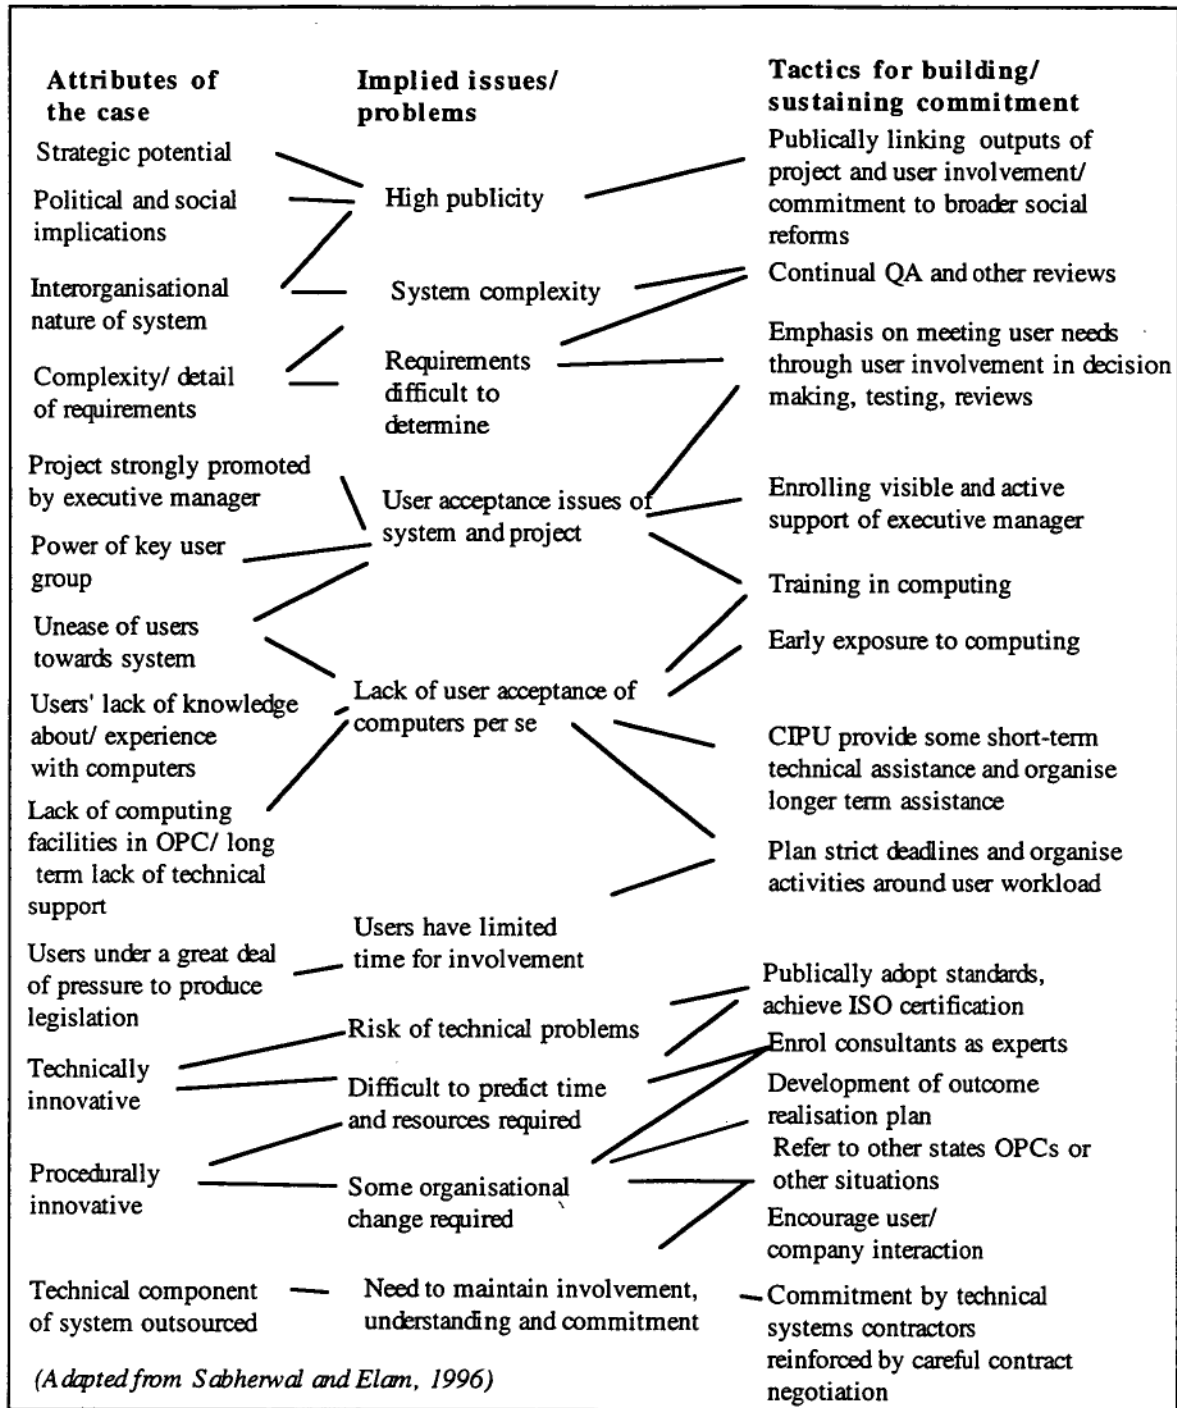 Attributes of
the case
Strategic potential
Political and social
implications
Interorganisational
nature of system
Complexity/ detail
of requirements
Project strongly promoted
by executive manager
Power of key user
group
Unease of users
towards system
Users' lack of knowledge
about/ experience
with computers
Lack of computing
facilities in OPC/ long
term lack of technical
support
Users under a great deal
of pressure to produce
legislation
Technically
innovative
Procedurally
innovative
Technical component
of system outsourced
Implied issues/
problems
High publicity
System complexity
Requirements
difficult to
determine
User acceptance issues of
system and project
Lack of user acceptance of
computers per se
Users have limited
time for involvement
Risk of technical problems
Difficult to predict time
and resources required
Some organisational
change required
Need to maintain involvement,
understanding and commitment
Tactics for building/
sustaining commitment
Publically linking outputs of
project and user involvement/
commitment to broader social
reforms
Continual QA and other reviews
Emphasis on meeting user needs
through user involvement in decision
making, testing, reviews
Enrolling visible and active
support of executive manager
Training in computing
Early exposure to computing
CIPU provide some short-term
technical assistance and organise
longer term assistance
Plan strict deadlines and organise
activities around user workload
Publically adopt standards,
achieve ISO certification
Enrol consultants as experts
Development of outcome
realisation plan
Refer to other states OPCs or
other situations
Encourage user/
company interaction
Commitment by technical
systems contractors
reinforced by careful contract
negotiation
(Adapted from Sabherwal and Elam, 1996)